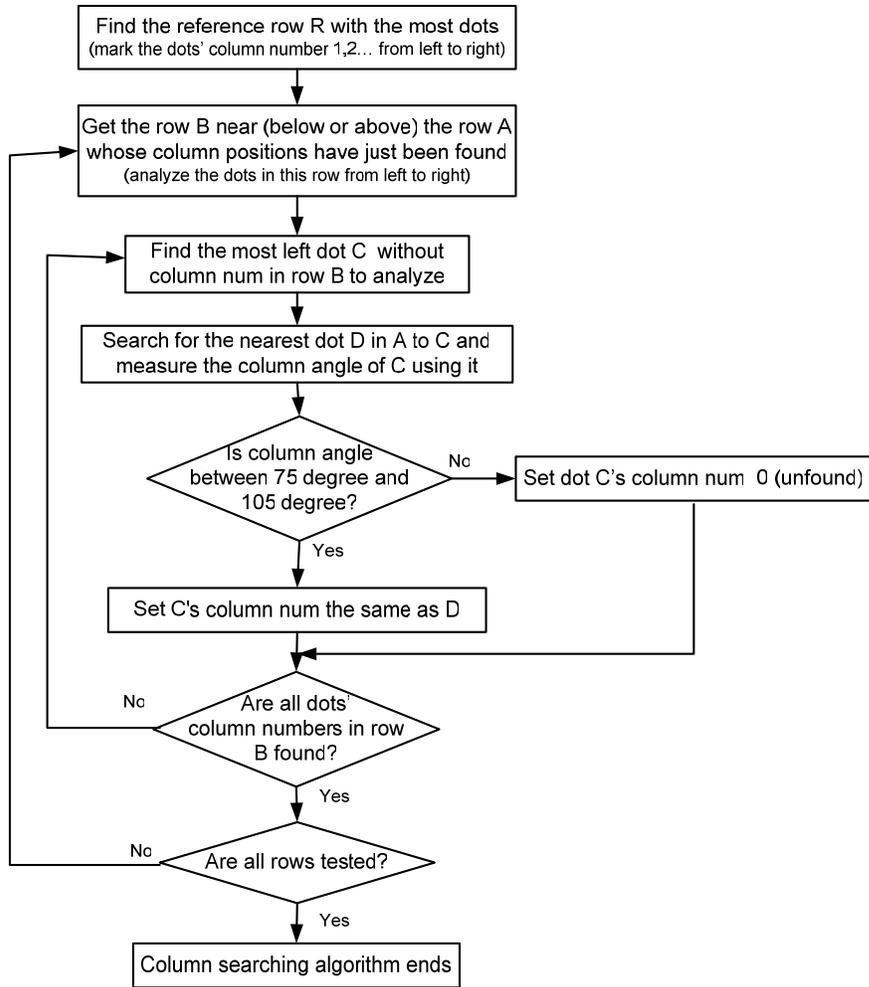 Find the reference row R with the most dots
(mark the dots' column number 1,2... from left to right)
Get the row B near (below or above) the row A
whose column positions have just been found
(analyze the dots in this row from left to right)
Find the most left dot C without
column num in row B to analyze
Search for the nearest dot D in A to C and
measure the column angle of C using it
Is column angle
between 75 degree and
105 degree?
No
Set dot C's column num 0 (unfound)
Yes
Set C's column num the same as D
Are all dots'
column numbers in row
B found?
No
Yes
Are all rows tested?
No
Yes
Column searching algorithm ends